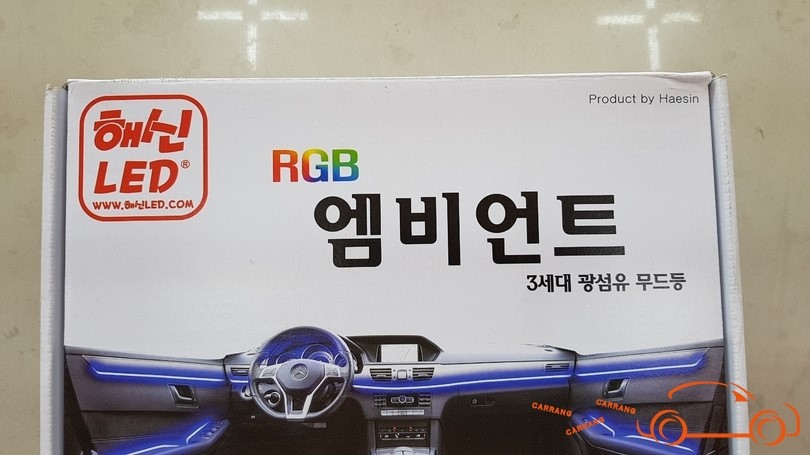 Product by Haesin
해신
LED®
WWW.해신LED.COM
RGB
엠비언트
3세대 광섬유 무드등
CARRANG CARRANG
CARRANG